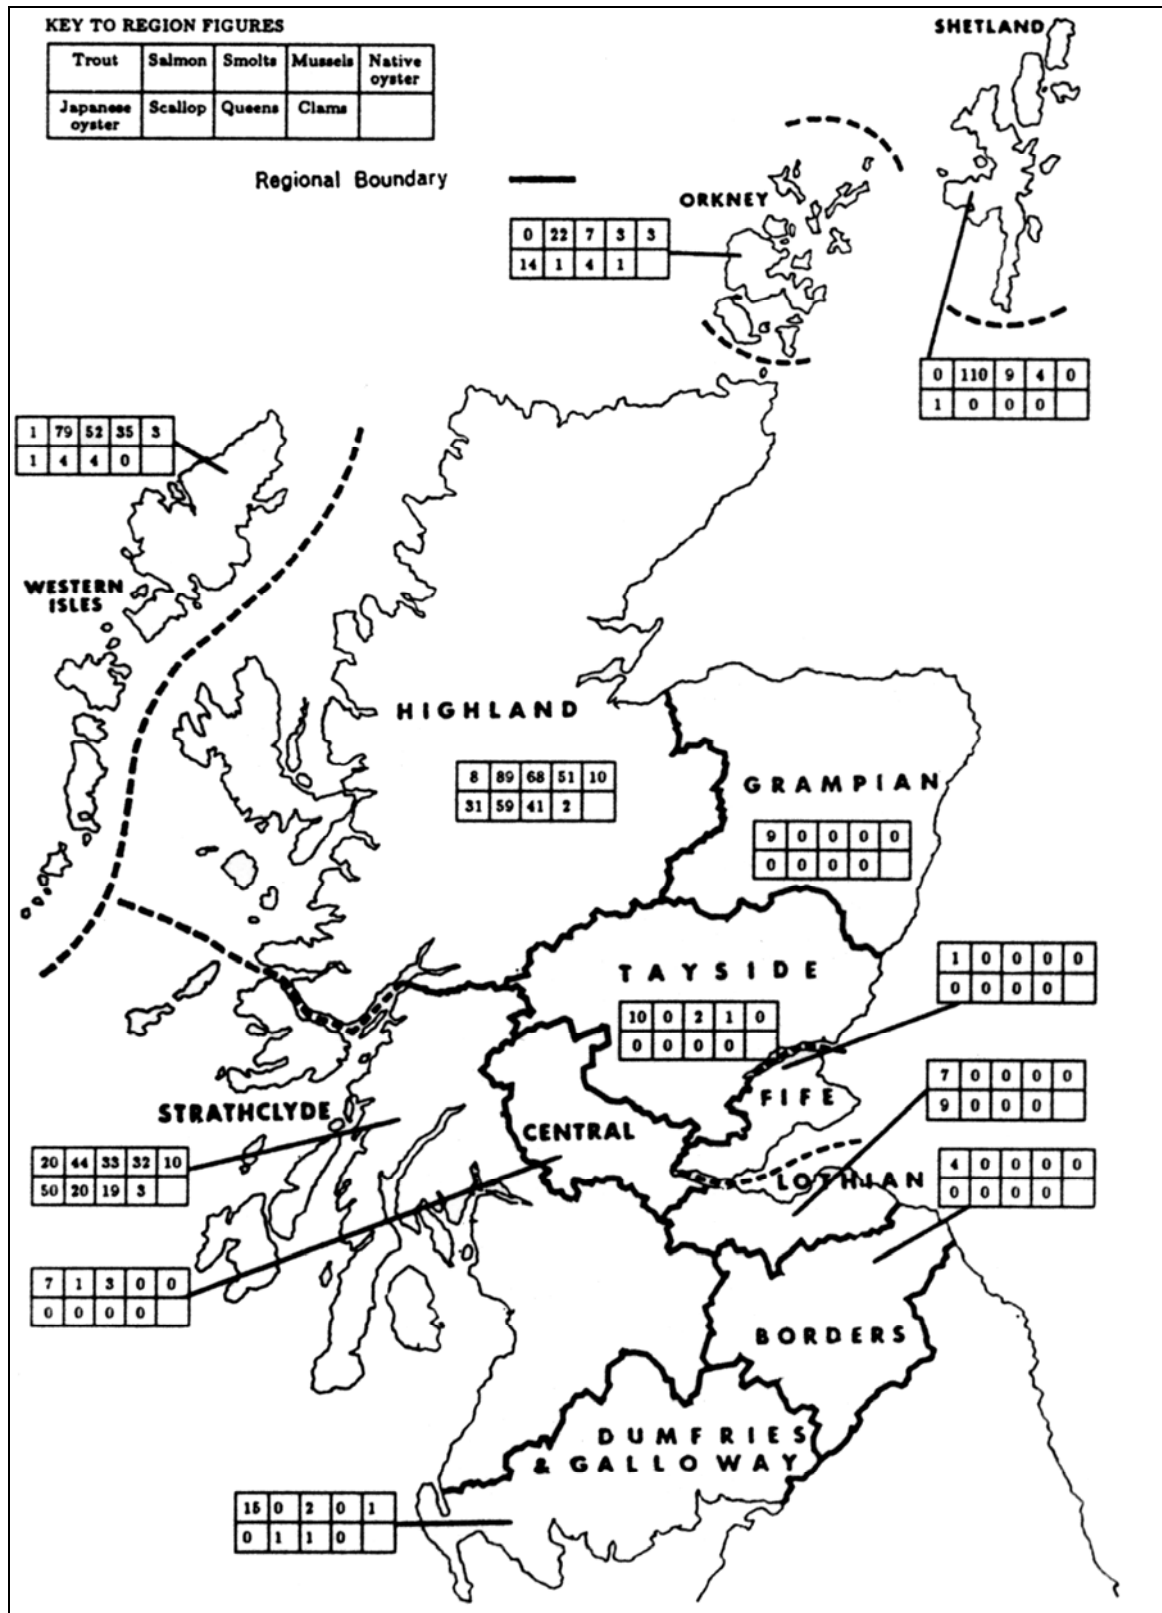 KEY TO REGION FIGURES
Trout Salmon Smolts Mussels Native oyster
Japanese oyster Scallop Queens Clams
Regional Boundary
SHETLAND
ORKNEY
0 22 7 3 3
14 1 4 1
0 110 9 4 0
1 0 0 0
1 79 52 35 3
1 4 4 0
WESTERN
ISLES
HIGHLAND
8 89 68 51 10
31 59 41 2
GRAMPIAN
9 0 0 0 0
0 0 0 0
TAYSIDE
10 0 2 1 0
0 0 0 0
1 0 0 0 0
0 0 0 0
FIFE
7 0 0 0 0
9 0 0 0
STRATHCLYDE
CENTRAL
20 44 33 32 10
50 20 19 3
LOTHIAN
4 0 0 0 0
0 0 0 0
7 1 3 0 0
0 0 0 0
BORDERS
DUMFRIES
& GALLOWAY
15 0 2 0 1
0 1 1 0